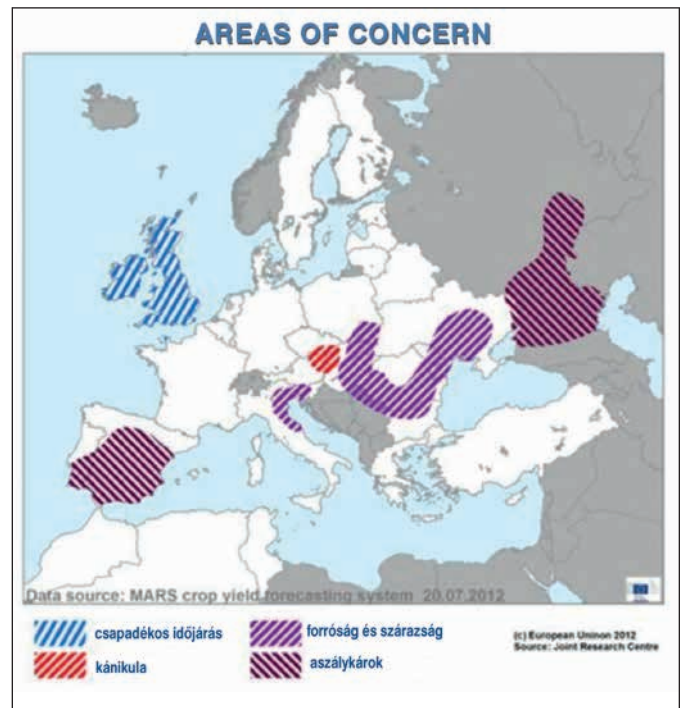 AREAS OF CONCERN
Data source: MARS crop yield forecasting system 20.07.2012
csapadékos időjárás
forróság és szárazság
kánikula
aszálykárok
(c) European Uninon 2012
Source: Joint Research Centre